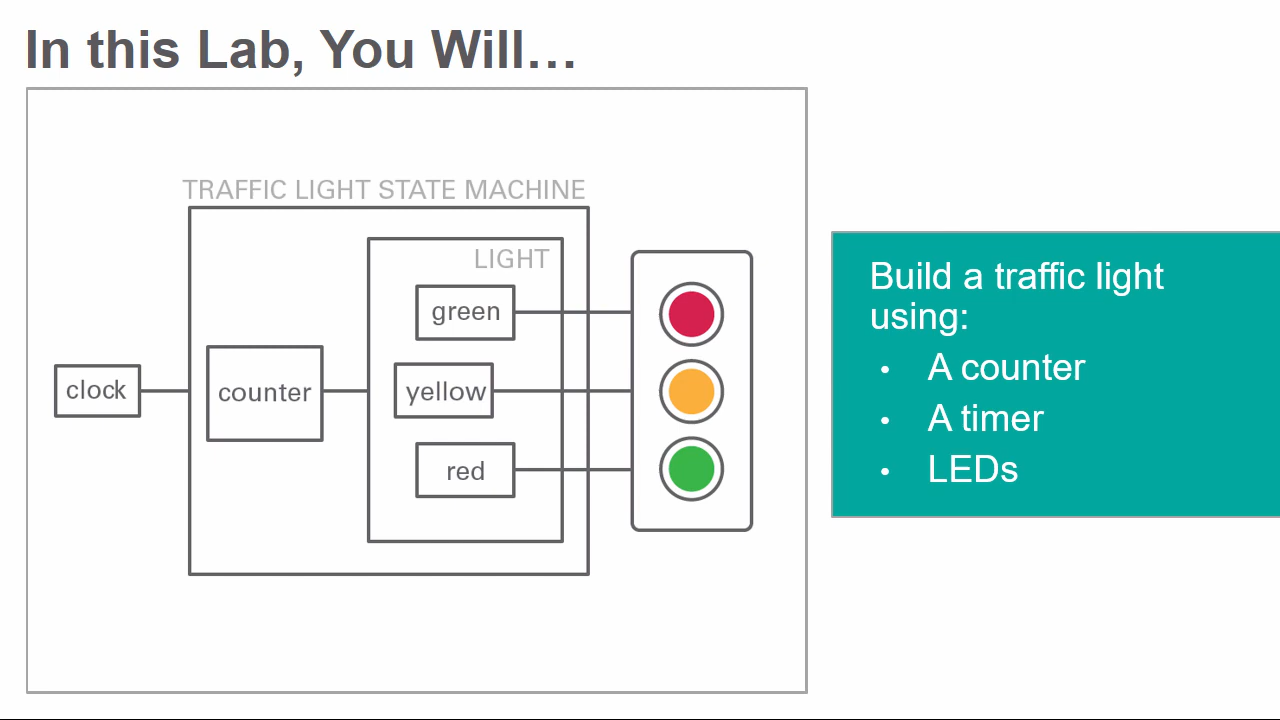 In this Lab, You Will…
TRAFFIC LIGHT STATE MACHINE
LIGHT
green
clock
counter
yellow
red
Build a traffic light
using:
• A counter
• A timer
• LEDs